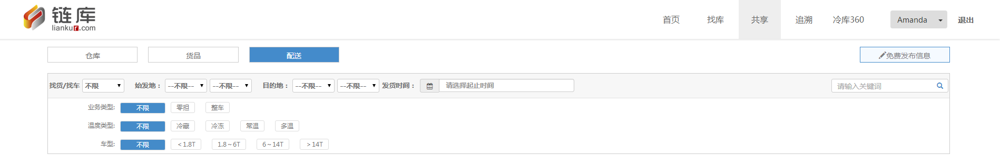 链库
liankur.com
首页 找库 共享 追溯 冷库360 Amanda 退出
仓库 货品 配送 免费发布信息
找货/找车 不限 始发地： --不限-- --不限-- 目的地： --不限-- --不限-- 发货时间： 请选择起止时间 请输入关键词
业务类型: 不限 零担 整车
温度类型: 不限 冷藏 冷冻 常温 多温
车型: 不限 ＜1.8T 1.8～6T 6～14T ＞14T